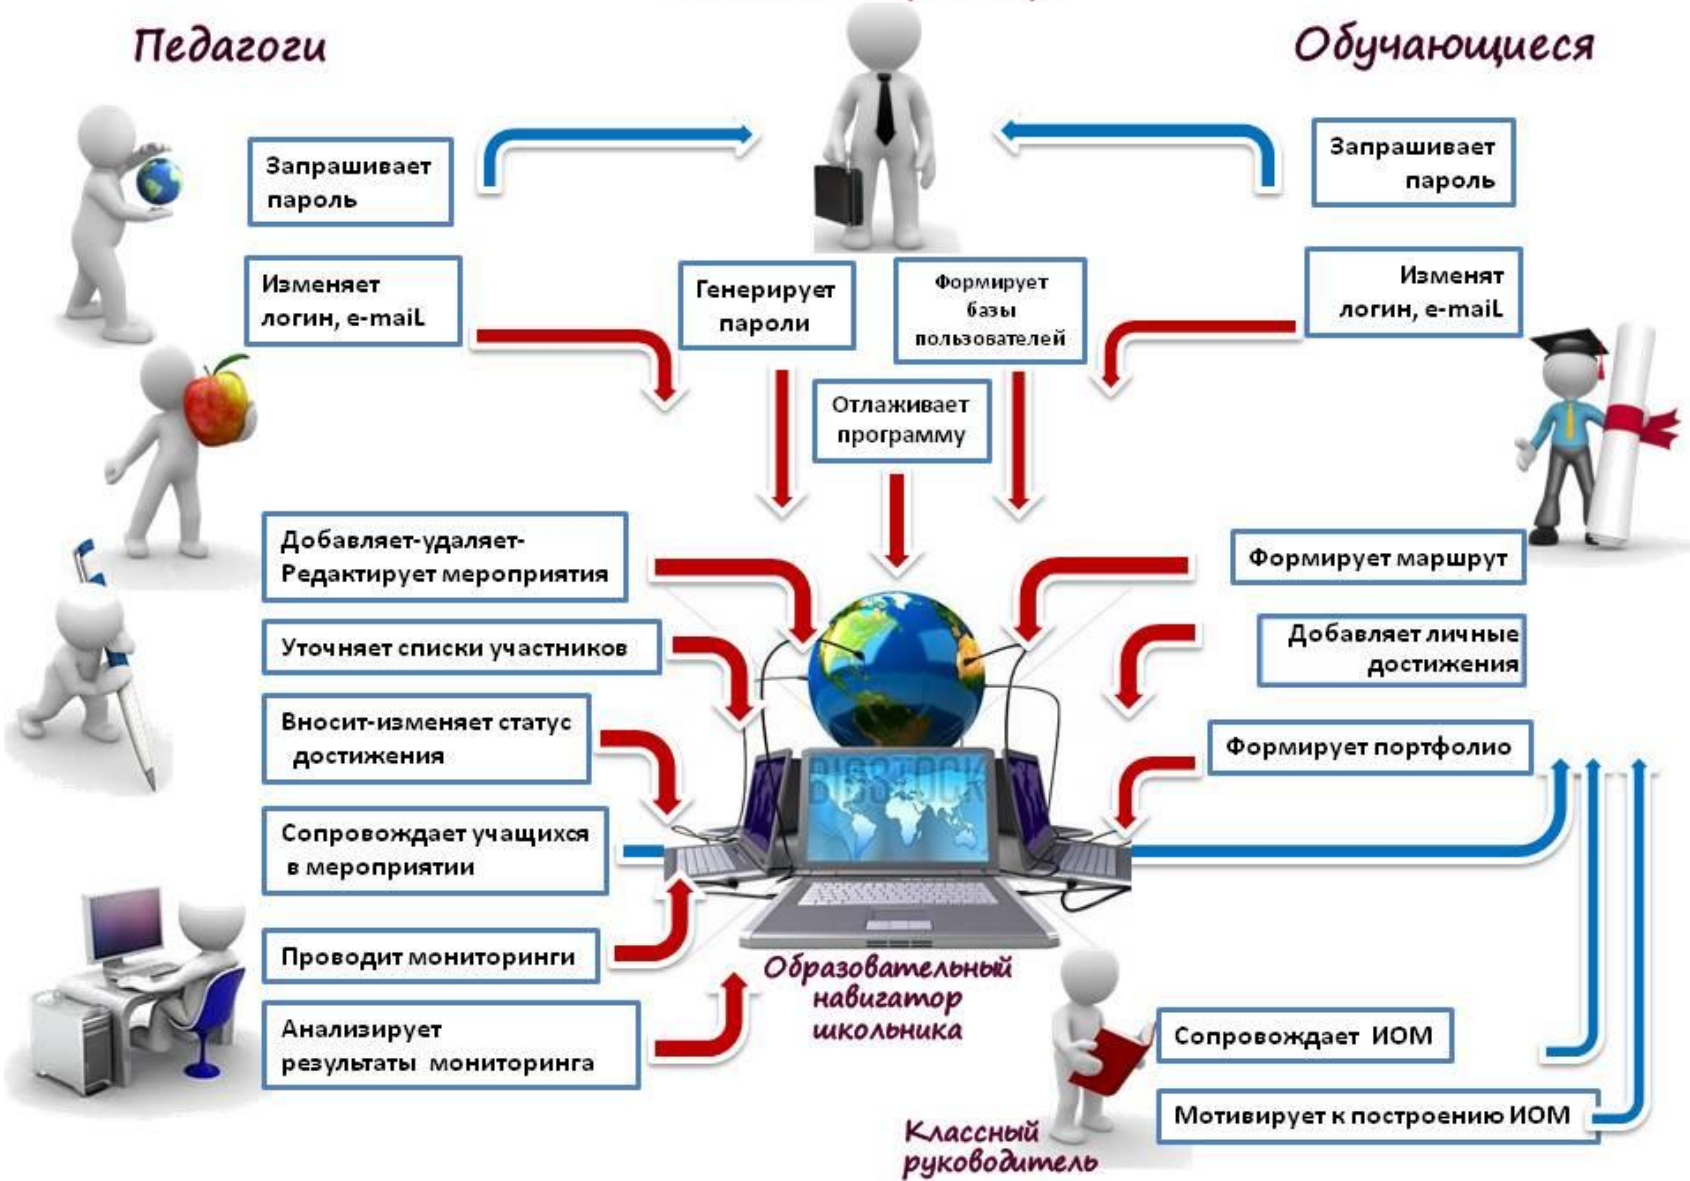 Педагоги
Обучающиеся
Запрашивает
пароль
Запрашивает
пароль
Изменяет
логин, e-maiL
Генерирует
пароли
Формирует
базы
пользователей
Изменят
логин, e-maiL
Отлаживает
программу
Добавляет-удаляет-
Редактирует мероприятия
Уточняет списки участников
Вносит-изменяет статус
достижения
Сопровождает учащихся
в мероприятии
Проводит мониторинги
Анализирует
результаты мониторинга
Формирует маршрут
Добавляет личные
достижения
Формирует портфолио
BIGSTOCK
Образовательный
навигатор
школьника
Сопровождает ИОМ
Мотивирует к построению ИОМ
Классный
руководитель